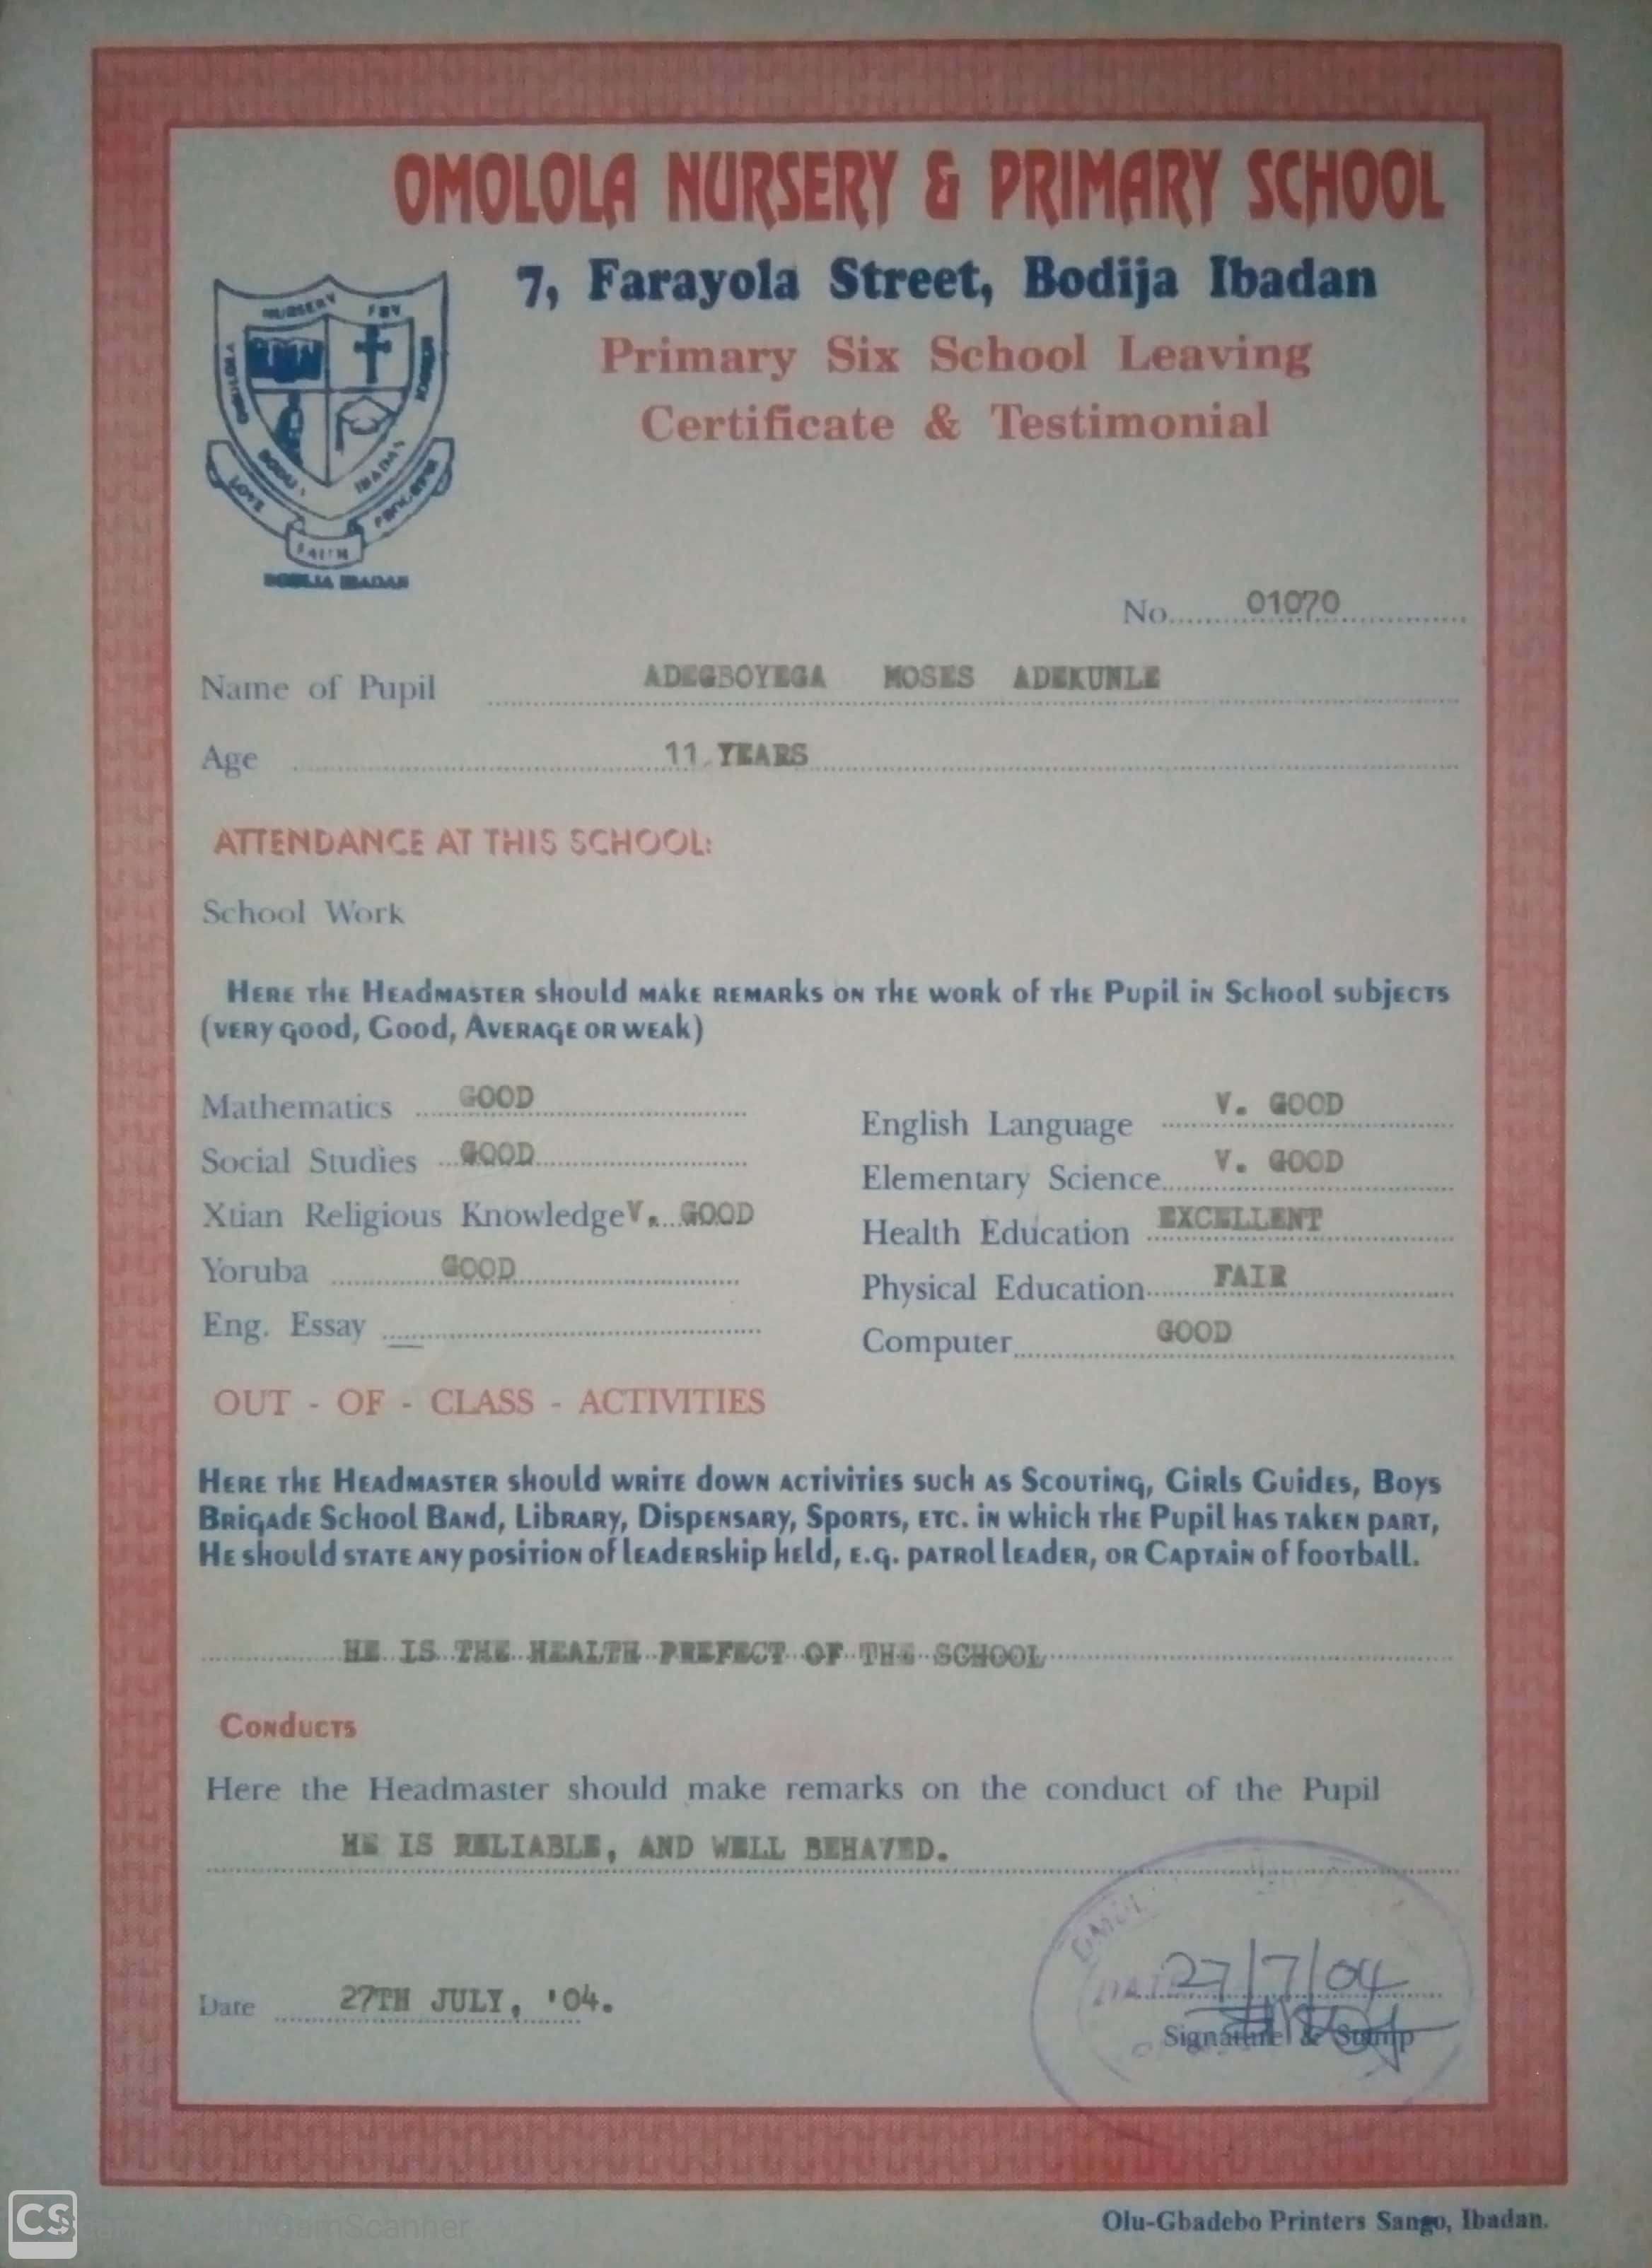 OMOLOLA NURSERY & PRIMARY SCHOOL
7, Farayola Street, Bodija Ibadan
Primary Six School Leaving
Certificate & Testimonial
NURSERY
LOVE
FAITH
BODIJA IBADAN
No. 01070
Name of Pupil ADEGBOYEGA MOSES ADEKUNLE
Age 11 YEARS
ATTENDANCE AT THIS SCHOOL:
School Work
Here the Headmaster should make remarks on the work of the Pupil in School subjects
(very good, Good, Average or weak)
Mathematics GOOD
Social Studies GOOD
Xtian Religious Knowledge V. GOOD
Yoruba GOOD
Eng. Essay
English Language V. GOOD
Elementary Science V. GOOD
Health Education EXCELLENT
Physical Education FAIR
Computer GOOD
OUT - OF - CLASS - ACTIVITIES
Here the Headmaster should write down activities such as Scouting, Girls Guides, Boys
Brigade School Band, Library, Dispensary, Sports, etc. in which the Pupil has taken part,
He should state any position of leadership held, e.g. patrol leader, or Captain of football.
HE IS THE HEALTH PREFECT OF THE SCHOOL
Conducts
Here the Headmaster should make remarks on the conduct of the Pupil
HE IS RELIABLE, AND WELL BEHAVED.
27/7/04
Date 27TH JULY, '04.
Signature & Stamp
Olu-Gbadebo Printers Sango, Ibadan.
CS
CamScanner